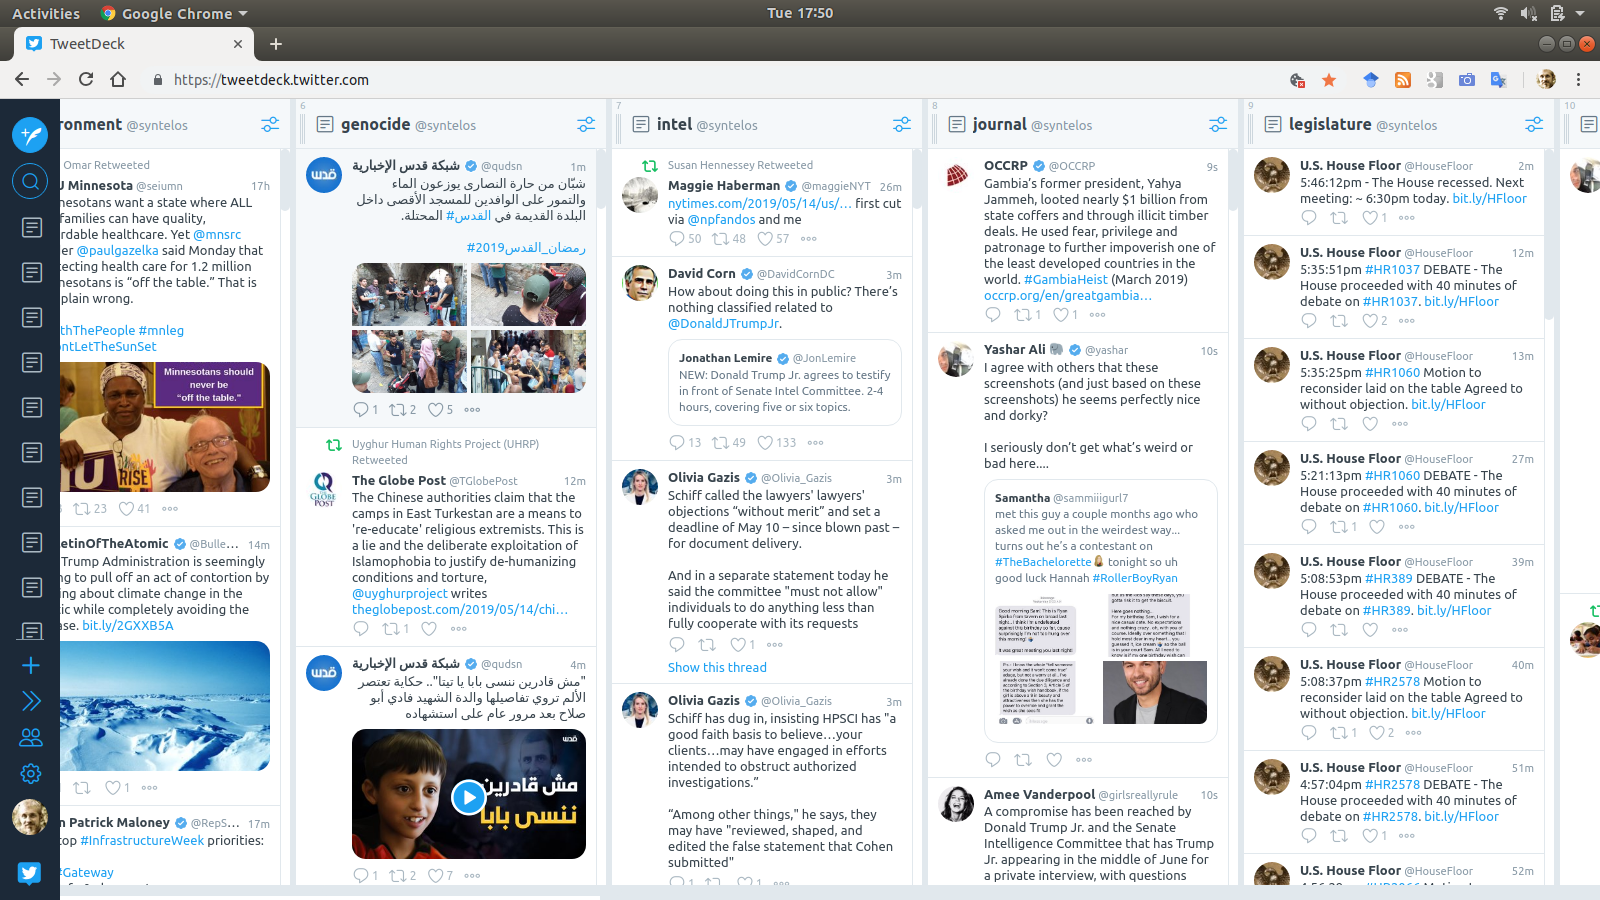 Activities
Google Chrome
Tue 17:50
TweetDeck
https://tweetdeck.twitter.com
ronment @syntelos
Omar Retweeted
Minnesota @seiumn 17h
nesotans want a state where ALL
families can have quality,
rdable healthcare. Yet @mnsrc
er @paulgazelka said Monday that
tecting health care for 1.2 million
nesotans is “off the table.” That is
plain wrong.
thThePeople #mnleg
ontLetTheSunSet
Minnesotans should
never be
“off the table.”
RISE
23 41
etinOfTheAtomic @Bulle... 14m
Trump Administration is seemingly
ng to pull off an act of contortion by
ing about climate change in the
tic while completely avoiding the
ase. bit.ly/2GXXB5A
1
n Patrick Maloney @RepS... 17m
top #InfrastructureWeek priorities:
#Gateway
6
genocide @syntelos
شبكة قدس الإخبارية @qudsn 1m
شبّان من حارة النصارى يوزعون الماء
والتمور على الوافدين للمسجد الأقصى داخل
البلدة القديمة في #القدس المحتلة.
#رمضان_القدس2019
1 2 5
Uyghur Human Rights Project (UHRP)
Retweeted
The Globe Post @TGlobePost 12m
The Chinese authorities claim that the
camps in East Turkestan are a means to
're-educate' religious extremists. This is
a lie and the deliberate exploitation of
Islamophobia to justify de-humanizing
conditions and torture,
@uyghurproject writes
theglobepost.com/2019/05/14/chi…
1
شبكة قدس الإخبارية @qudsn 4m
"مش قادرين ننسى بابا يا تيتا".. حكاية تعتصر
الألم تروي تفاصيلها والدة الشهيد فادي أبو
صلاح بعد مرور عام على استشهاده
قدس
مش قادرين
ننسى بابا
1 2 7
7
intel @syntelos
Susan Hennessey Retweeted
Maggie Haberman @maggieNYT 26m
nytimes.com/2019/05/14/us/… first cut
via @npfandos and me
50 48 57
David Corn @DavidCornDC 3m
How about doing this in public? There’s
nothing classified related to
@DonaldJTrumpJr.
Jonathan Lemire @JonLemire
NEW: Donald Trump Jr. agrees to testify
in front of Senate Intel Committee. 2-4
hours, covering five or six topics.
13 49 133
Olivia Gazis @Olivia_Gazis 3m
Schiff called the lawyers' lawyers'
objections “without merit” and set a
deadline of May 10 – since blown past –
for document delivery.
And in a separate statement today he
said the committee "must not allow"
individuals to do anything less than
fully cooperate with its requests
1
Show this thread
Olivia Gazis @Olivia_Gazis 3m
Schiff has dug in, insisting HPSCI has "a
good faith basis to believe…your
clients…may have engaged in efforts
intended to obstruct authorized
investigations.”
“Among other things," he says, they
may have "reviewed, shaped, and
edited the false statement that Cohen
submitted"
1 1
8
journal @syntelos
OCCRP @OCCRP 9s
Gambia’s former president, Yahya
Jammeh, looted nearly $1 billion from
state coffers and through illicit timber
deals. He used fear, privilege and
patronage to further impoverish one of
the least developed countries in the
world. #GambiaHeist (March 2019)
occrp.org/en/greatgambia…
1 1
Yashar Ali @yashar 10s
I agree with others that these
screenshots (and just based on these
screenshots) he seems perfectly nice
and dorky?
I seriously don’t get what’s weird or
bad here....
Samantha @sammiiigurl7
met this guy a couple months ago who
asked me out in the weirdest way...
turns out he’s a contestant on
#TheBachelorette tonight so uh
good luck Hannah #RollerBoyRyan
Amee Vanderpool @girlsreallyrule 10s
A compromise has been reached by
Donald Trump Jr. and the Senate
Intelligence Committee that has Trump
Jr. appearing in the middle of June for
a private interview, with questions
9
legislature @syntelos
U.S. House Floor @HouseFloor 2m
5:46:12pm - The House recessed. Next
meeting: ~ 6:30pm today. bit.ly/HFloor
1
U.S. House Floor @HouseFloor 12m
5:35:51pm #HR1037 DEBATE - The
House proceeded with 40 minutes of
debate on #HR1037. bit.ly/HFloor
2
U.S. House Floor @HouseFloor 13m
5:35:25pm #HR1060 Motion to
reconsider laid on the table Agreed to
without objection. bit.ly/HFloor
U.S. House Floor @HouseFloor 27m
5:21:13pm #HR1060 DEBATE - The
House proceeded with 40 minutes of
debate on #HR1060. bit.ly/HFloor
1
U.S. House Floor @HouseFloor 39m
5:08:53pm #HR389 DEBATE - The
House proceeded with 40 minutes of
debate on #HR389. bit.ly/HFloor
U.S. House Floor @HouseFloor 40m
5:08:37pm #HR2578 Motion to
reconsider laid on the table Agreed to
without objection. bit.ly/HFloor
1 2
U.S. House Floor @HouseFloor 51m
4:57:04pm #HR2578 DEBATE - The
House proceeded with 40 minutes of
debate on #HR2578. bit.ly/HFloor
1
U.S. House Floor @HouseFloor 52m
10